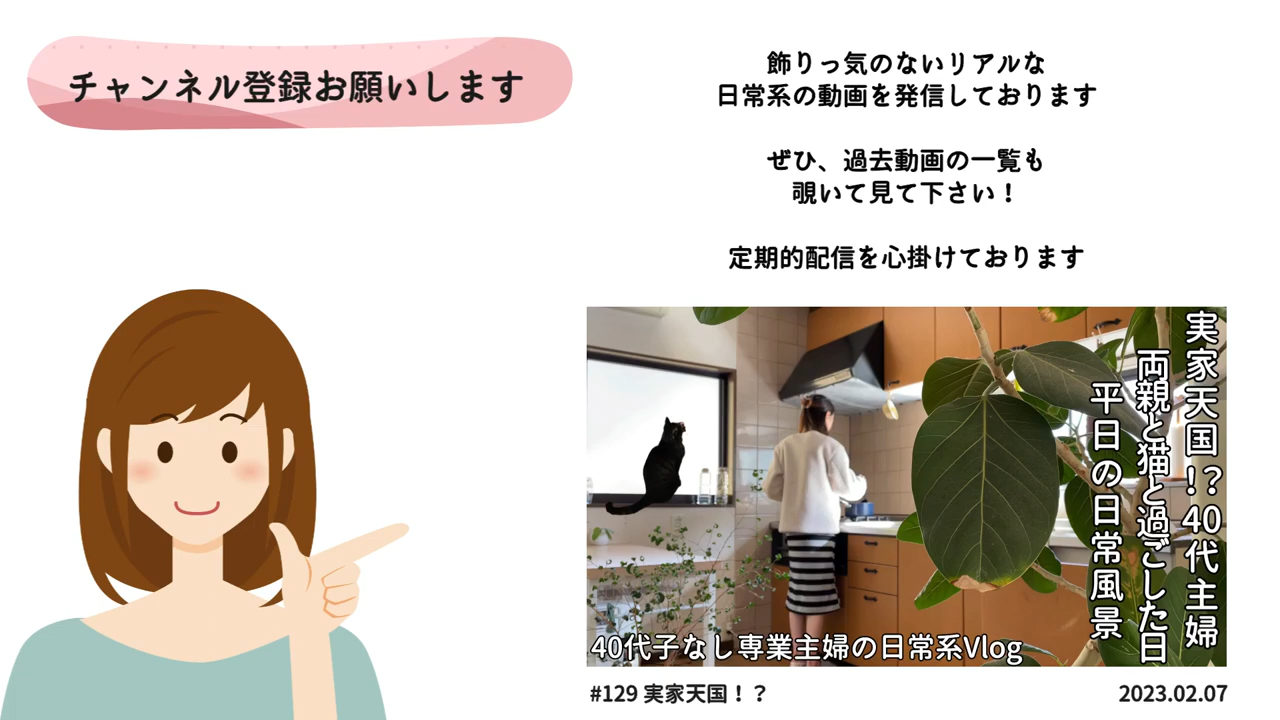 チャンネル登録お願いします
飾りっ気のないリアルな
日常系の動画を発信しております
ぜひ、過去動画の一覧も
覗いて見て下さい！
定期的配信を心掛けております
実家天国!?40代主婦
両親と猫と過ごした日
平日の日常風景
40代子なし専業主婦の日常系Vlog
#129 実家天国！？
2023.02.07